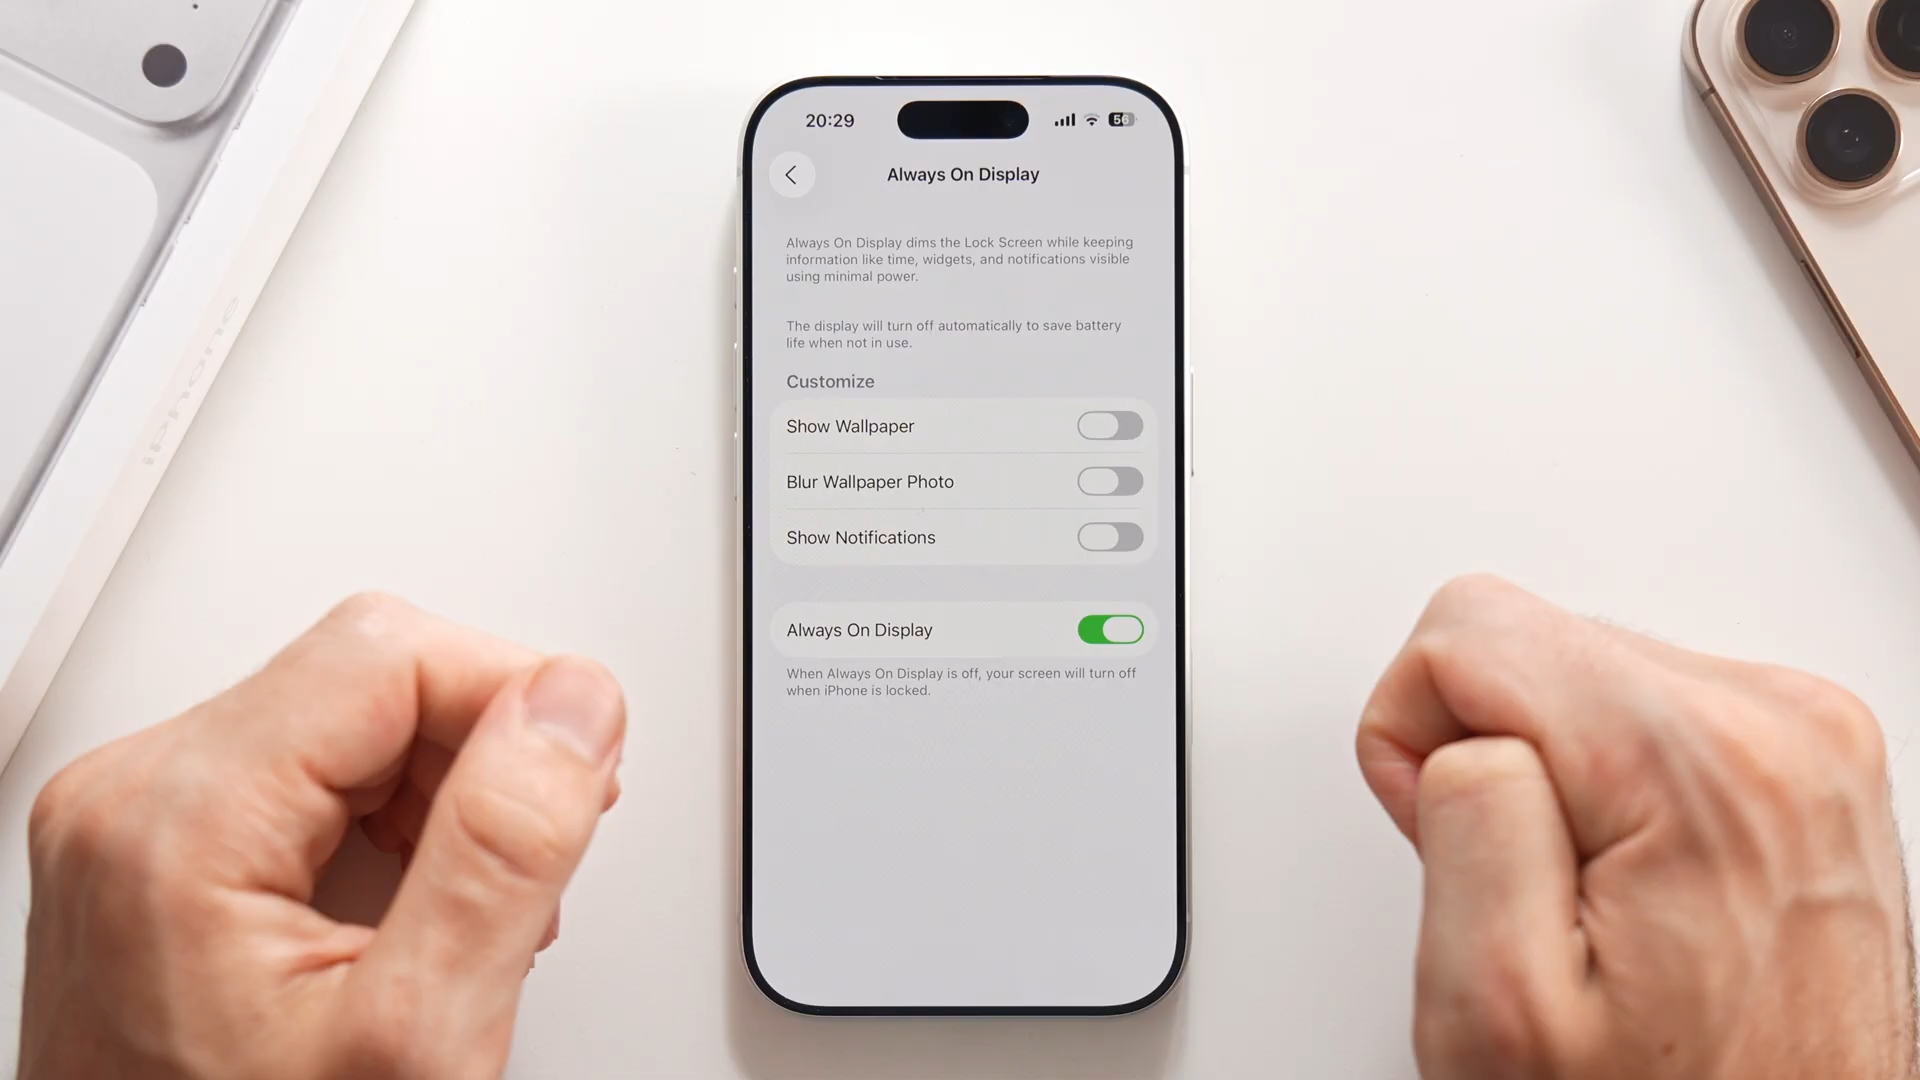 20:29
56
Always On Display
Always On Display dims the Lock Screen while keeping
information like time, widgets, and notifications visible
using minimal power.
The display will turn off automatically to save battery
life when not in use.
Customize
Show Wallpaper
Blur Wallpaper Photo
Show Notifications
Always On Display
When Always On Display is off, your screen will turn off
when iPhone is locked.
iPhone